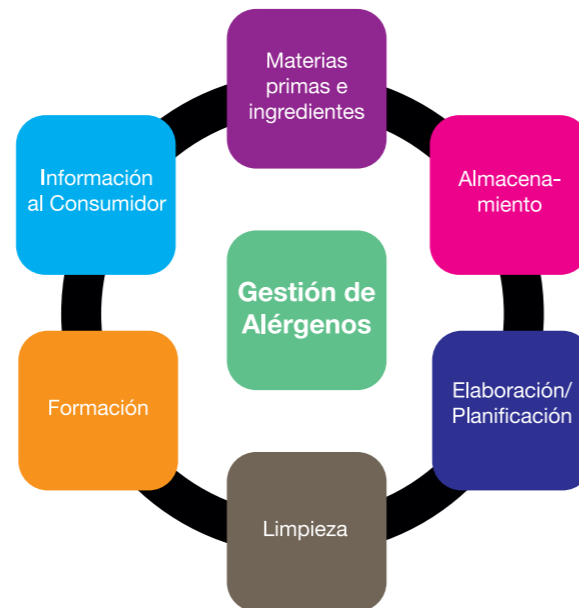 Materias
primas e
ingredientes
Almacena-
miento
Elaboración/
Planificación
Limpieza
Formación
Información
al Consumidor
Gestión de
Alérgenos